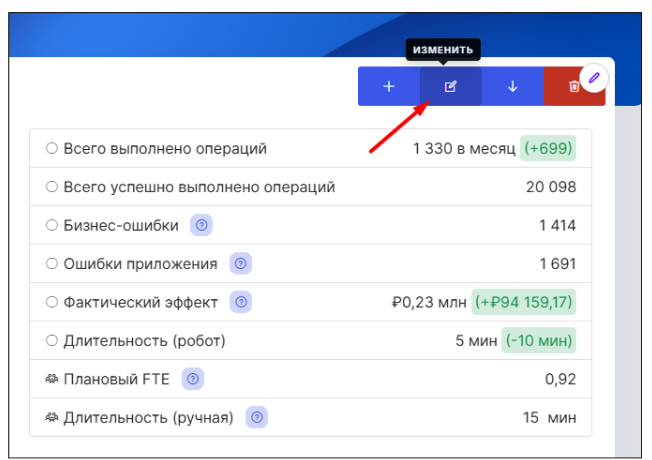 ИЗМЕНИТЬ
Всего выполнено операций 1 330 в месяц (+699)
Всего успешно выполнено операций 20 098
Бизнес-ошибки 1 414
Ошибки приложения 1 691
Фактический эффект ₽0,23 млн (+₽94 159,17)
Длительность (робот) 5 мин (-10 мин)
Плановый FTE 0,92
Длительность (ручная) 15 мин